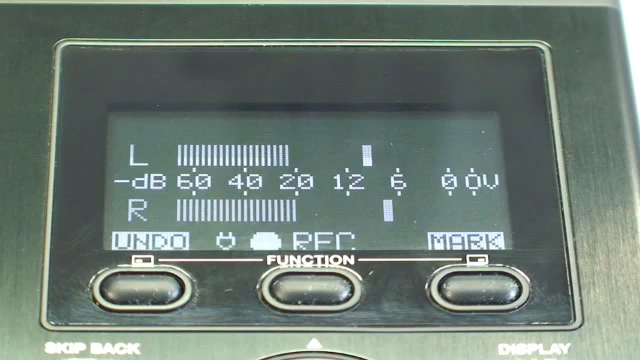 L
-dB 60 40 20 12 6 0 OV
R
UNDO REC MARK
FUNCTION
SKIP BACK DISPLAY